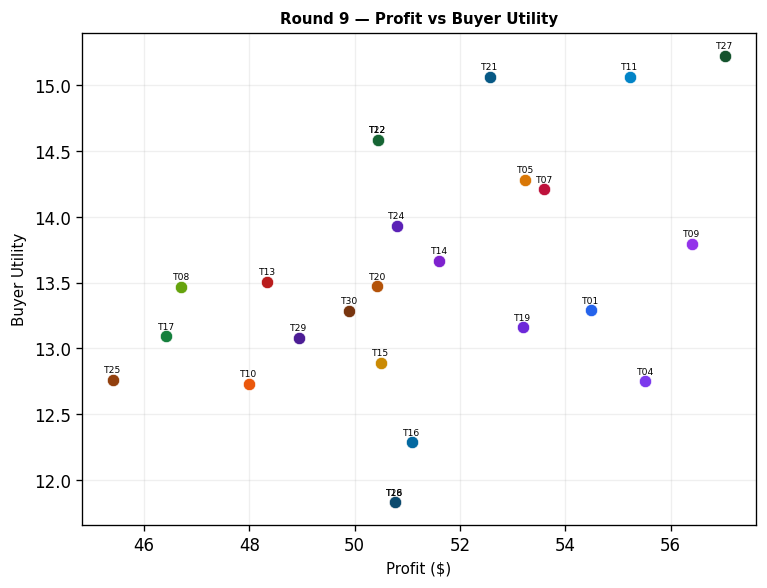 Round 9 — Profit vs Buyer Utility
T27
T21
T11
15.0
14.5
T05
T07
14.0
T24
T09
T14
13.5
T08
T13
T20
T30
T01
T17
T29
T19
13.0
T15
T25
T10
T04
12.5
T16
12.0
46
48
50
52
54
56
Profit ($)
Buyer Utility